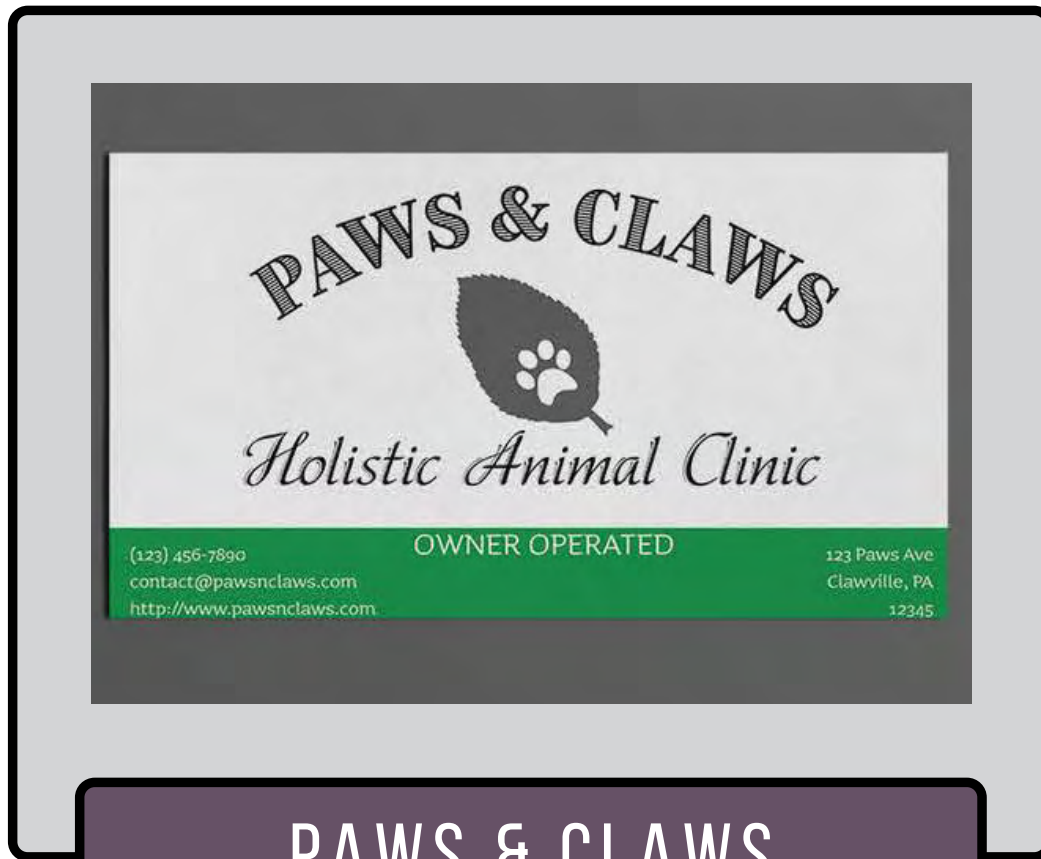 PAWS & CLAWS
Holistic Animal Clinic
OWNER OPERATED
(123) 456-7890
contact@pawsnclaws.com
http://www.pawsnclaws.com
123 Paws Ave
Clawville, PA
12345
PAWS & CLAWS